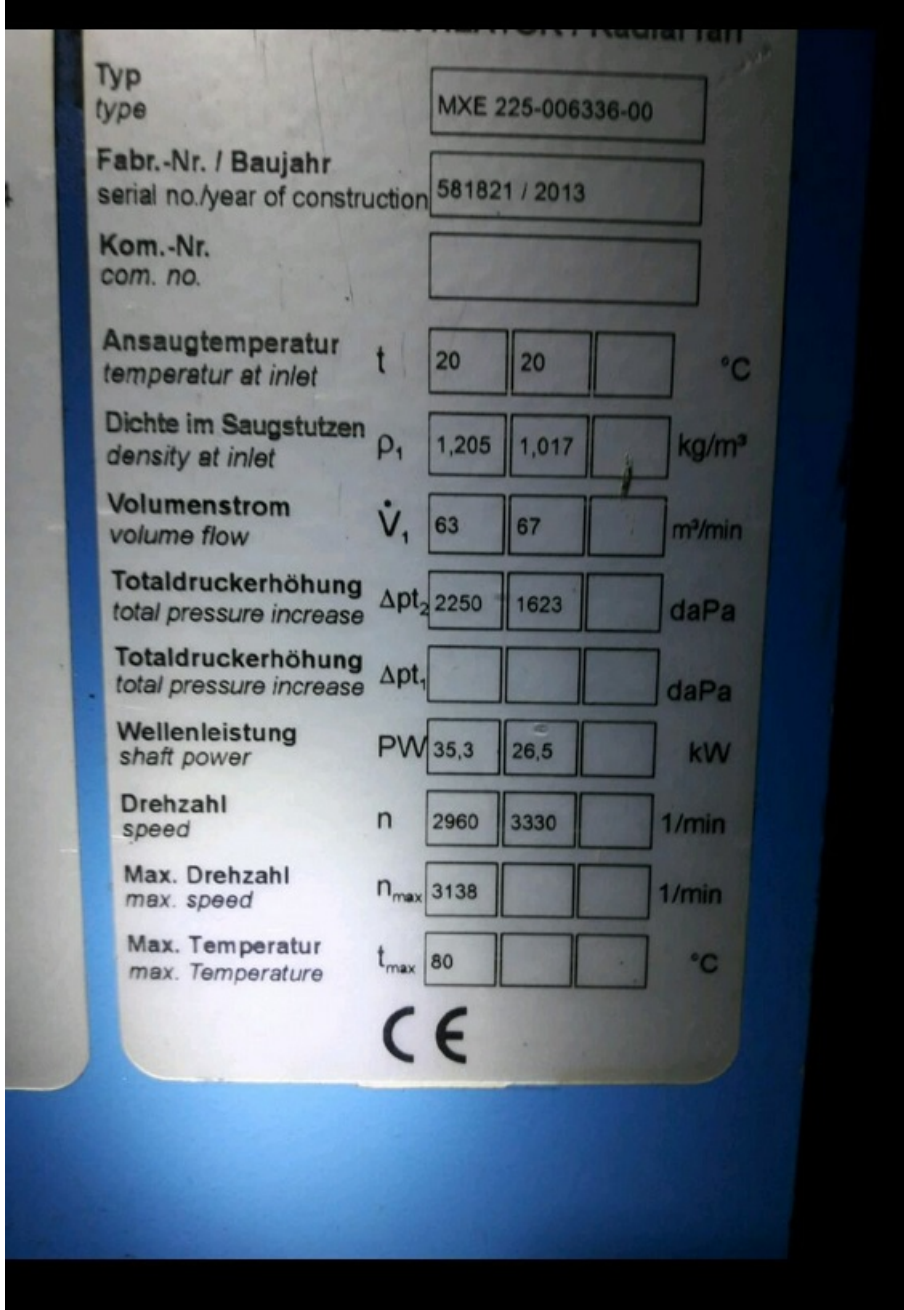 Radial fan
Typ
type
MXE 225-006336-00
Fabr.-Nr. / Baujahr
serial no./year of construction
581821 / 2013
Kom.-Nr.
com. no.
Ansaugtemperatur
temperatur at inlet
t 20 20 °C
Dichte im Saugstutzen
density at inlet
ρ₁ 1,205 1,017 kg/m³
Volumenstrom
volume flow
V̇₁ 63 67 m³/min
Totaldruckerhöhung
total pressure increase
Δpt₂ 2250 1623 daPa
Totaldruckerhöhung
total pressure increase
Δpt₁ daPa
Wellenleistung
shaft power
PW 35,3 26,5 kW
Drehzahl
speed
n 2960 3330 1/min
Max. Drehzahl
max. speed
nmax 3138 1/min
Max. Temperatur
max. Temperature
tmax 80 °C
CE